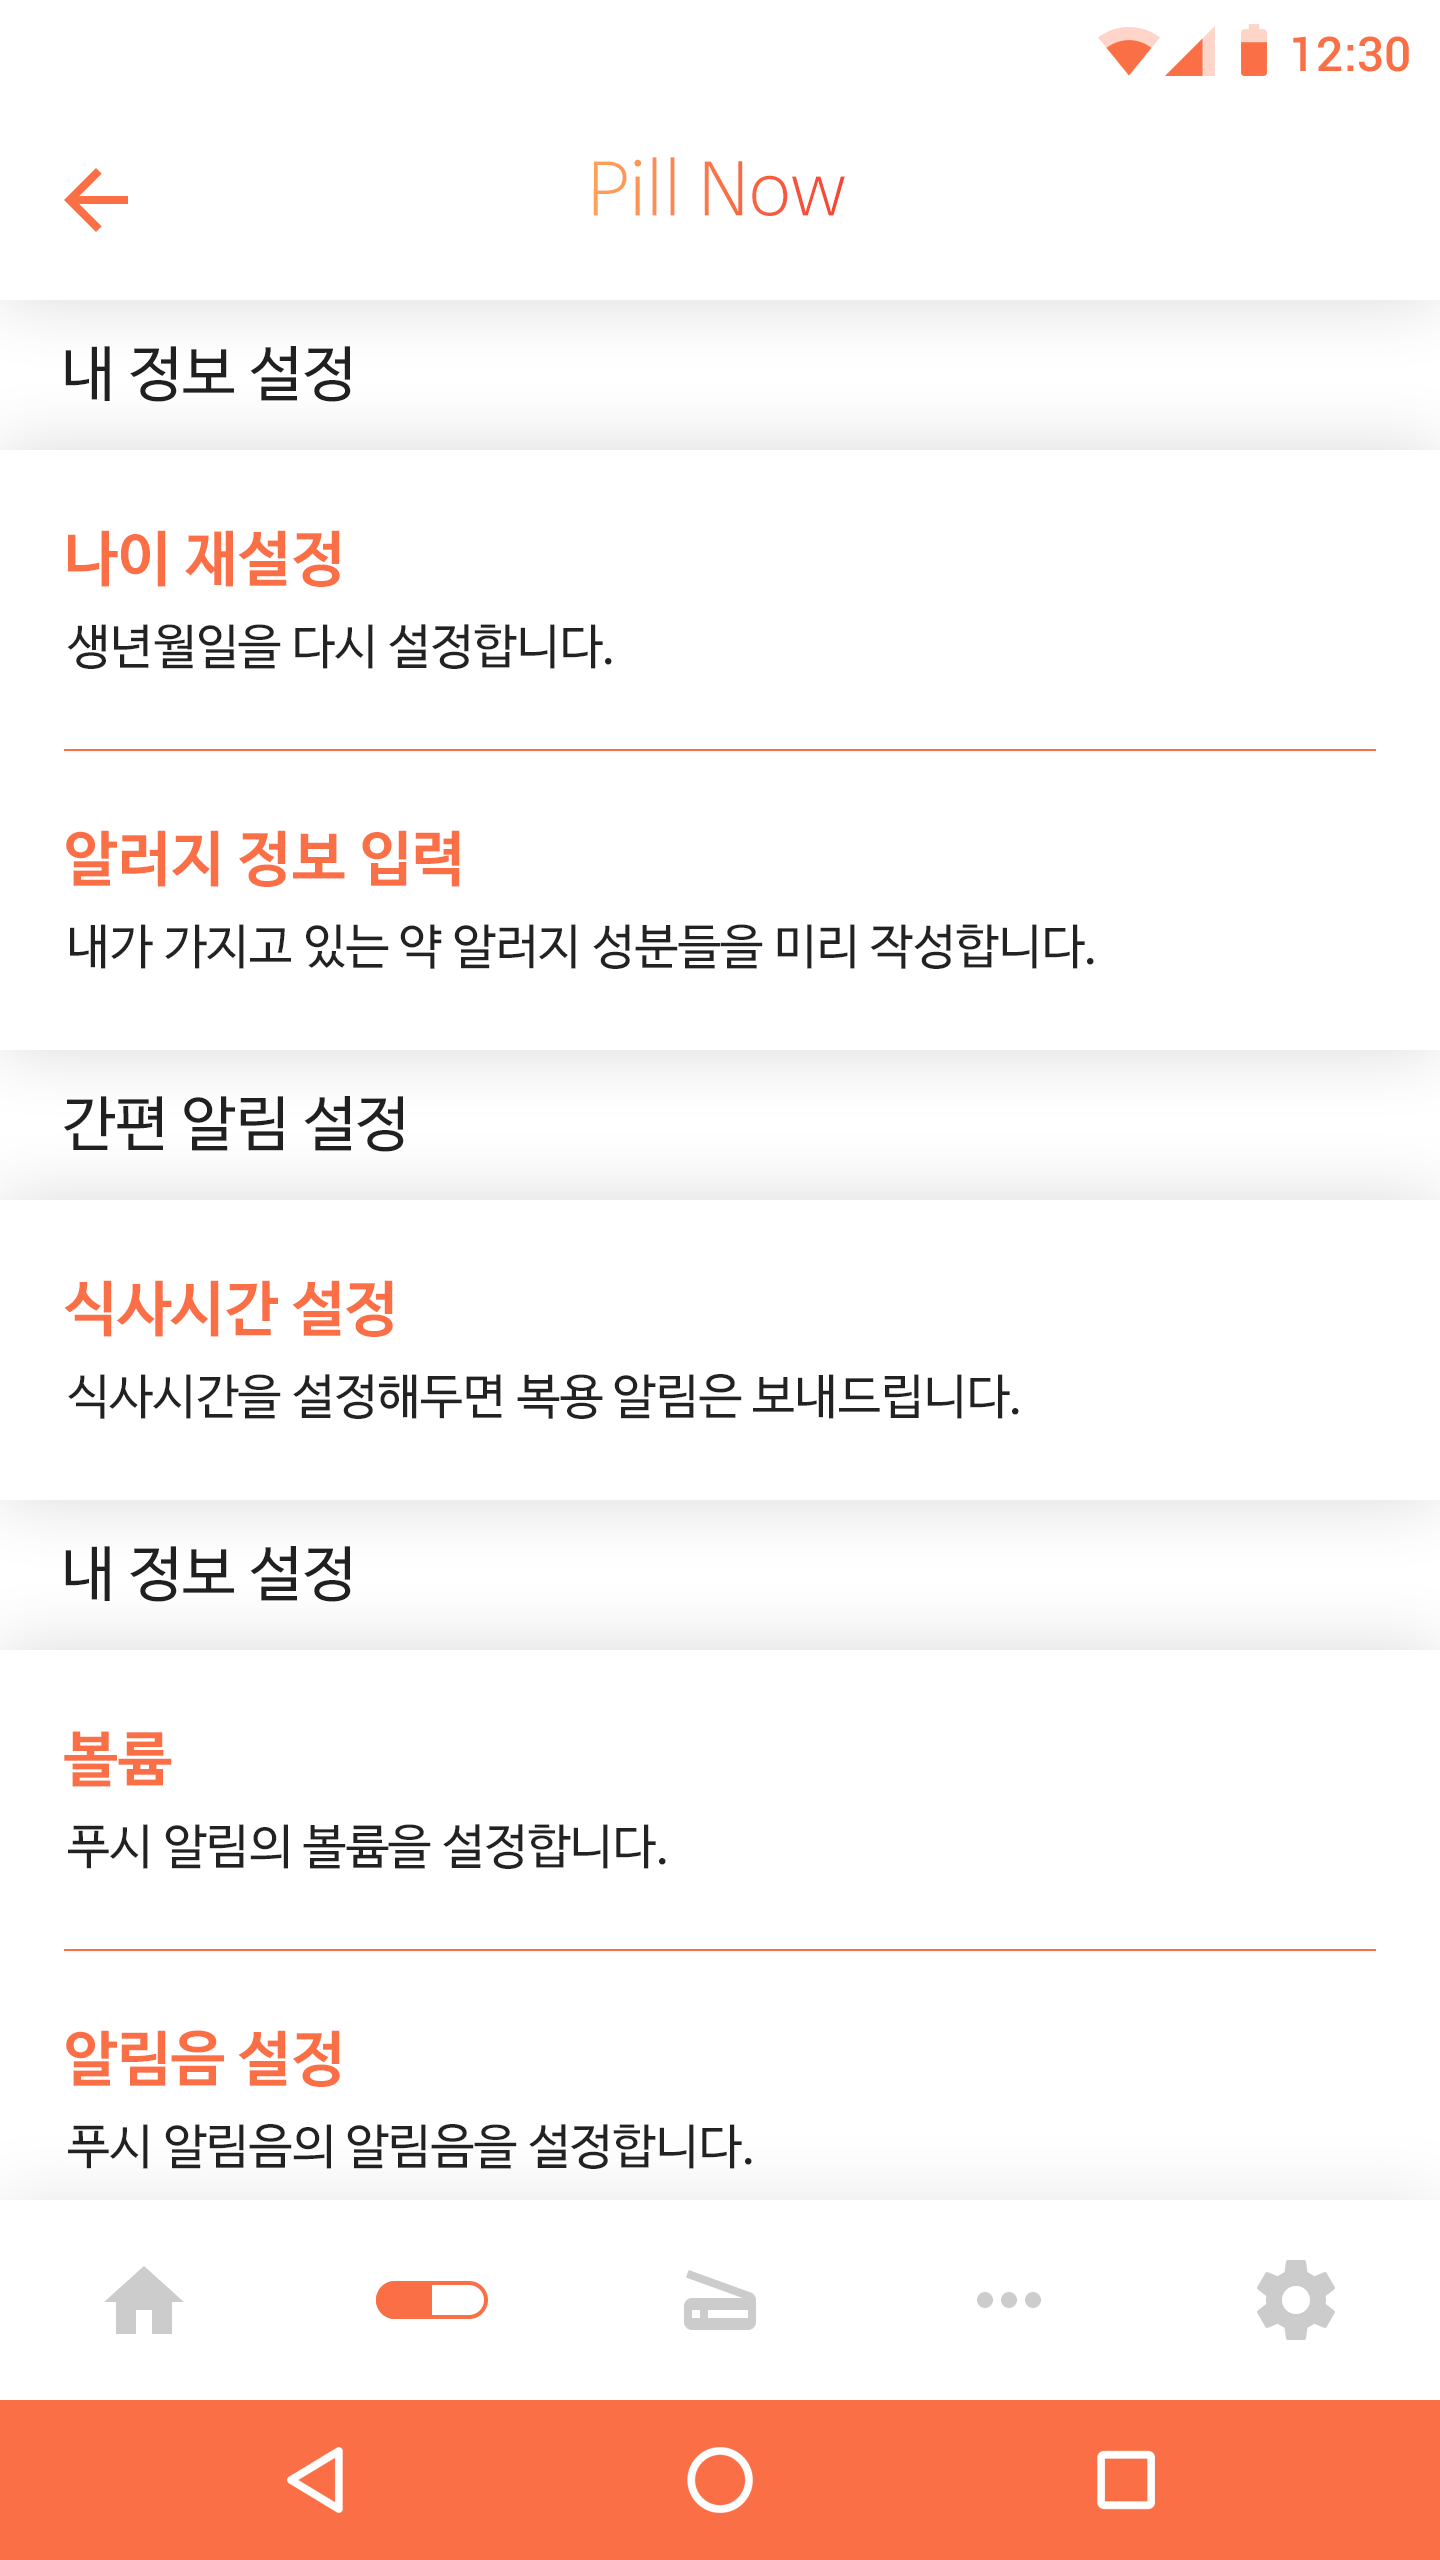 12:30
Pill Now
내 정보 설정
나이 재설정
생년월일을 다시 설정합니다.
알러지 정보 입력
내가 가지고 있는 약 알러지 성분들을 미리 작성합니다.
간편 알림 설정
식사시간 설정
식사시간을 설정해두면 복용 알림은 보내드립니다.
내 정보 설정
볼륨
푸시 알림의 볼륨을 설정합니다.
알림음 설정
푸시 알림음의 알림음을 설정합니다.